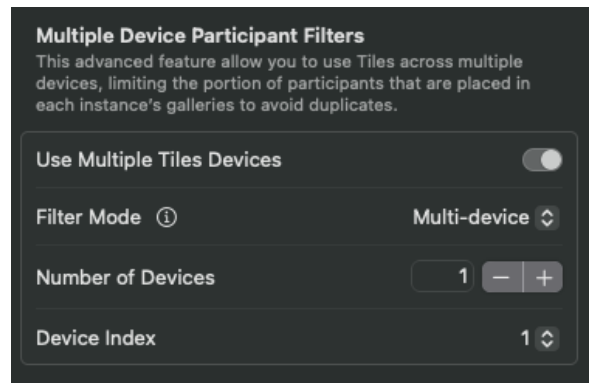 Multiple Device Participant Filters
This advanced feature allow you to use Tiles across multiple
devices, limiting the portion of participants that are placed in
each instance's galleries to avoid duplicates.
Use Multiple Tiles Devices
Filter Mode ⓘ Multi-device
Number of Devices 1 − +
Device Index 1